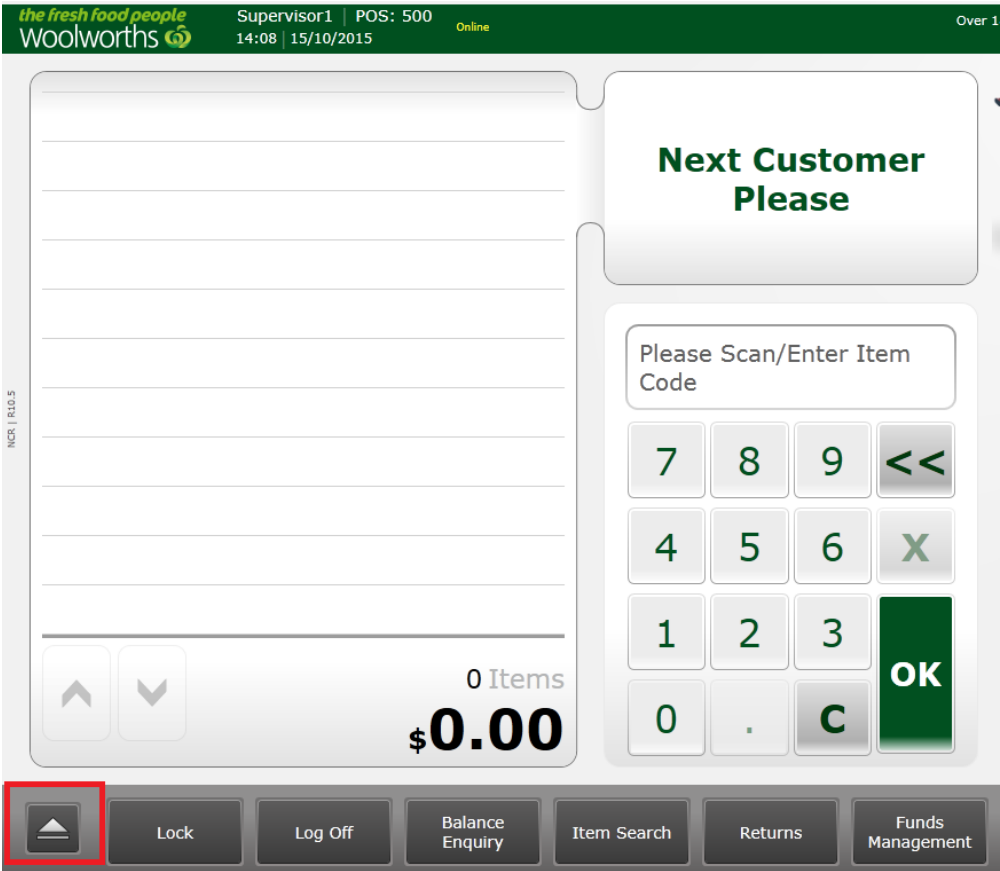 the fresh food people
Woolworths
Supervisor1 | POS: 500
14:08 | 15/10/2015
Online
Over 1
Next Customer
Please
Please Scan/Enter Item
Code
7 8 9 <<
4 5 6 X
1 2 3
OK
0 . C
0 Items
$0.00
NCR | R10.5
Lock
Log Off
Balance
Enquiry
Item Search
Returns
Funds
Management